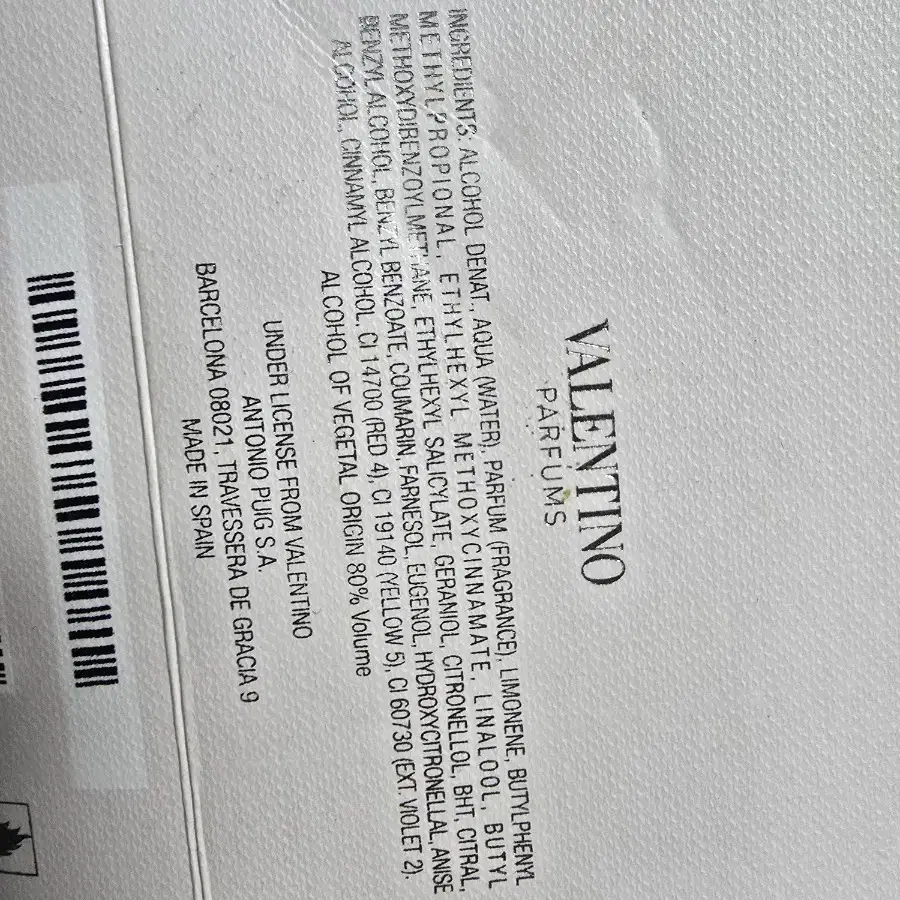 VALENTINO
PARFUMS
INGREDIENTS: ALCOHOL DENAT., AQUA (WATER), PARFUM (FRAGRANCE), LIMONENE, BUTYLPHENYL
METHYLPROPIONAL, ETHYLHEXYL METHOXYCINNAMATE, LINALOOL, BUTYL
METHOXYDIBENZOYLMETHANE, ETHYLHEXYL SALICYLATE, GERANIOL, CITRONELLOL, BHT, CITRAL,
BENZYL ALCOHOL, BENZYL BENZOATE, COUMARIN, FARNESOL, EUGENOL, HYDROXYCITRONELLAL, ANISE
ALCOHOL, CINNAMYL ALCOHOL, CI 14700 (RED 4), CI 19140 (YELLOW 5), CI 60730 (EXT. VIOLET 2).
ALCOHOL OF VEGETAL ORIGIN 80% Volume
UNDER LICENSE FROM VALENTINO
ANTONIO PUIG S.A.
BARCELONA 08021, TRAVESSERA DE GRACIA 9
MADE IN SPAIN